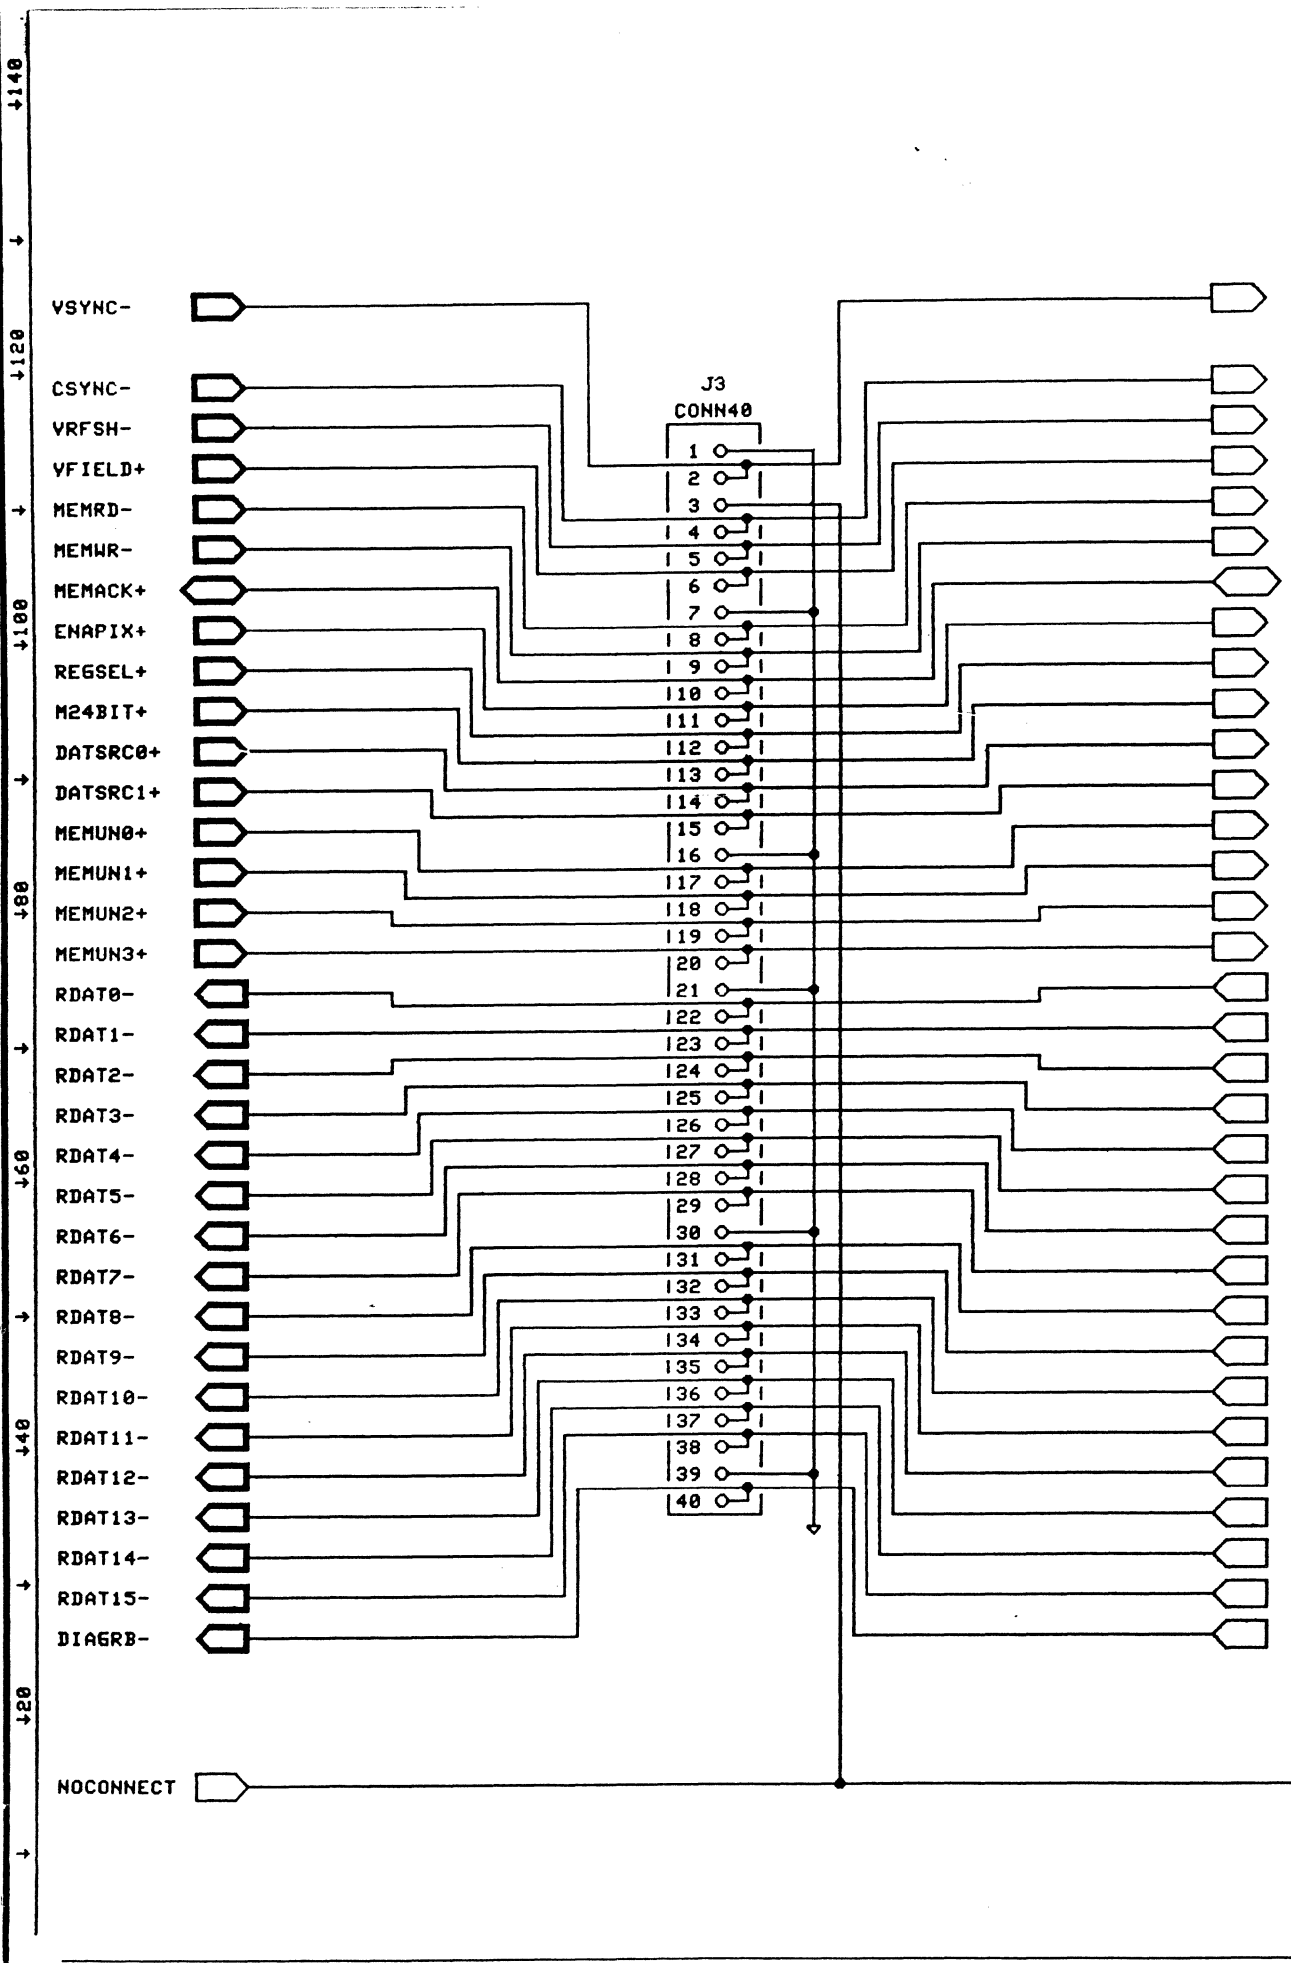 ↓140
VSYNC-
↓120
CSYNC-
VRFSH-
VFIELD+
MEMRD-
MEMWR-
MEMACK+
↓100
ENAPIX+
REGSEL+
M24BIT+
DATSRC0+
DATSRC1+
MEMUN0+
MEMUN1+
↓80
MEMUN2+
MEMUN3+
RDAT0-
RDAT1-
RDAT2-
RDAT3-
RDAT4-
↓60
RDAT5-
RDAT6-
RDAT7-
RDAT8-
RDAT9-
RDAT10-
RDAT11-
↓40
RDAT12-
RDAT13-
RDAT14-
RDAT15-
DIAGRB-
↓20
NOCONNECT
J3
CONN40
1
2
3
4
5
6
7
8
9
10
11
12
13
14
15
16
17
18
19
20
21
22
23
24
25
26
27
28
29
30
31
32
33
34
35
36
37
38
39
40